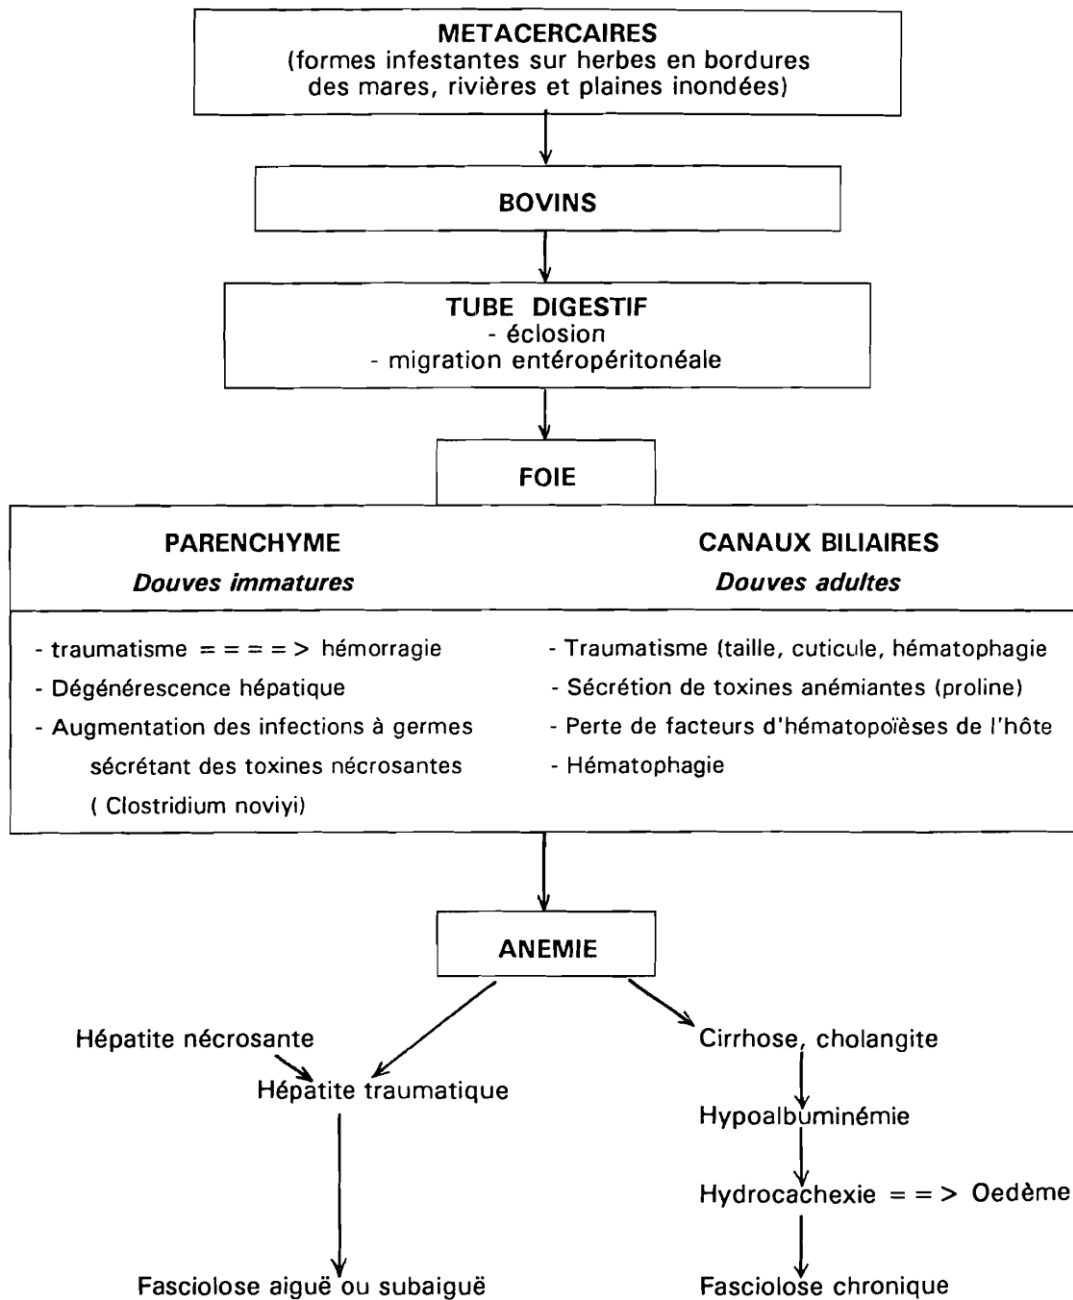 METACERCAIRES
(formes infestantes sur herbes en bordures
des mares, rivières et plaines inondées)
BOVINS
TUBE DIGESTIF
- éclosion
- migration entéropéritonéale
FOIE
PARENCHYME
Douves immatures
- traumatisme = = = = > hémorragie
- Dégénérescence hépatique
- Augmentation des infections à germes
sécrétant des toxines nécrosantes
( Clostridium noviyi)
CANAUX BILIAIRES
Douves adultes
- Traumatisme (taille, cuticule, hématophagie
- Sécrétion de toxines anémiantes (proline)
- Perte de facteurs d'hématopoïèses de l'hôte
- Hématophagie
ANEMIE
Hépatite nécrosante
Hépatite traumatique
Fasciolose aiguë ou subaiguë
Cirrhose, cholangite
Hypoalbuminémie
Hydrocachexie = = > Oedème
Fasciolose chronique